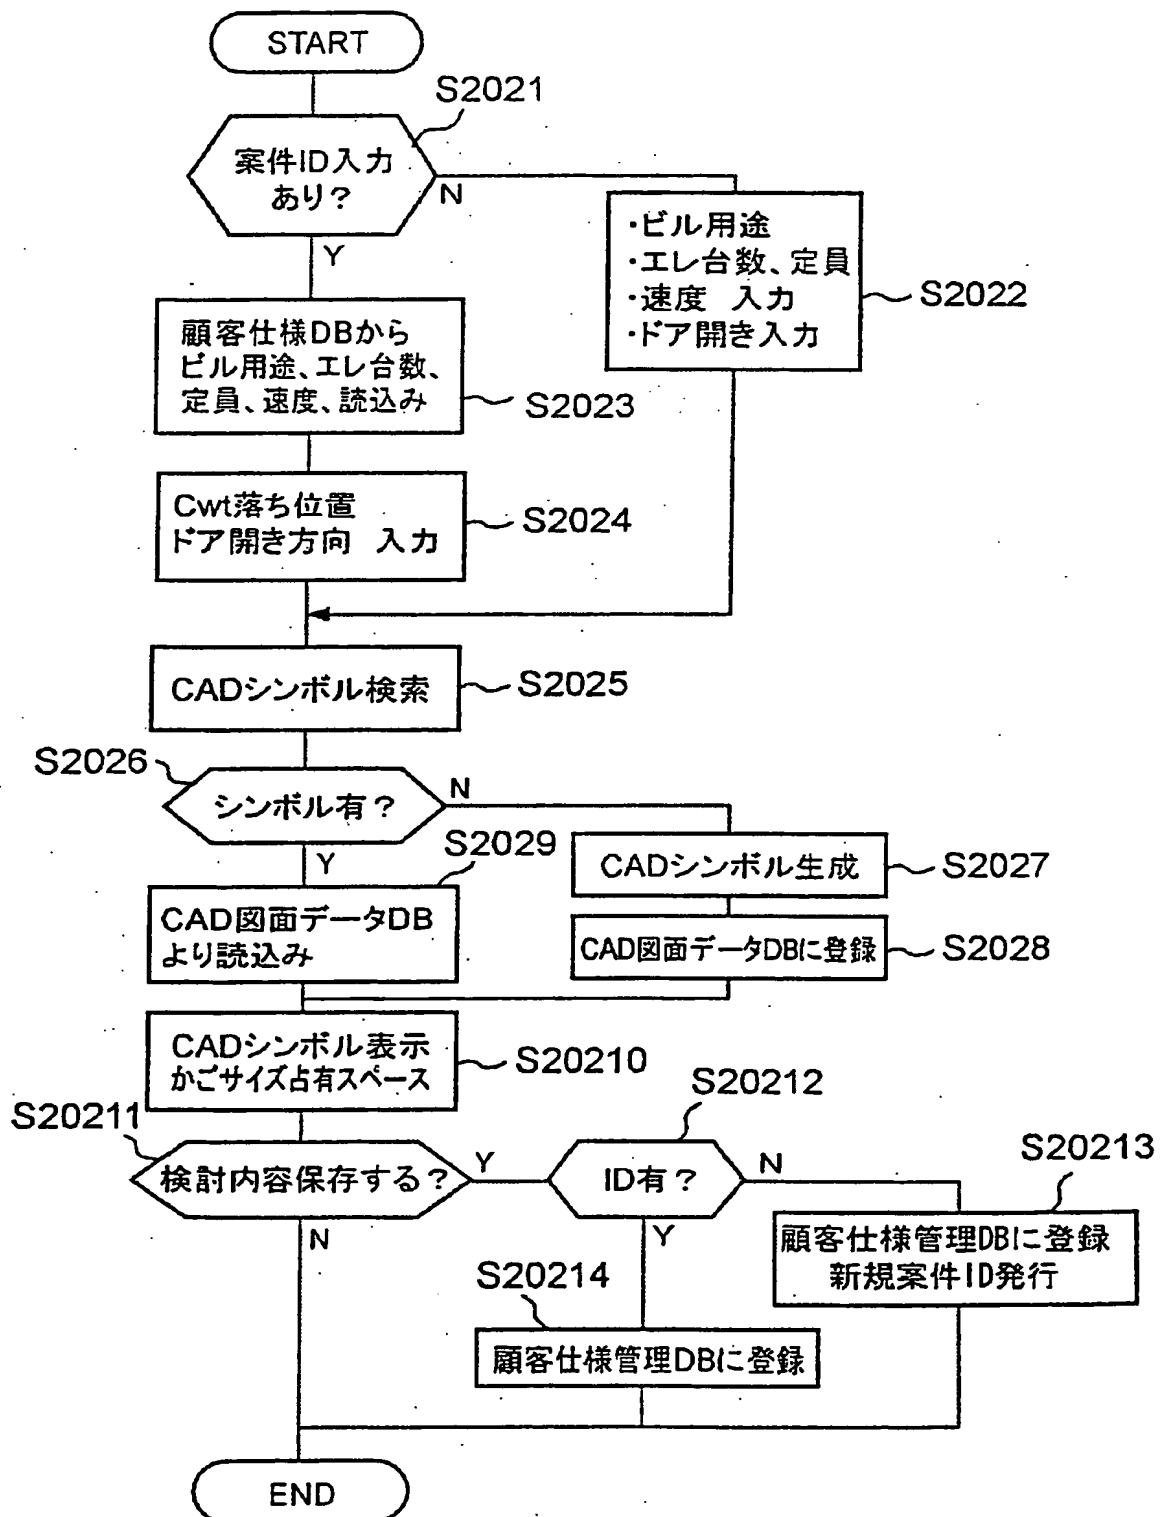 START
S2021
案件ID入力
あり？
N
Y
・ビル用途
・エレ台数、定員
・速度 入力
・ドア開き入力
S2022
顧客仕様DBから
ビル用途、エレ台数、
定員、速度、読込み
S2023
Cwt落ち位置
ドア開き方向 入力
S2024
CADシンボル検索
S2025
S2026
シンボル有？
N
Y
S2029
CADシンボル生成
S2027
CAD図面データDB
より読込み
CAD図面データDBに登録
S2028
CADシンボル表示
かごサイズ占有スペース
S20210
S20211
検討内容保存する？
Y
N
S20212
ID有？
N
Y
S20213
顧客仕様管理DBに登録
新規案件ID発行
S20214
顧客仕様管理DBに登録
END